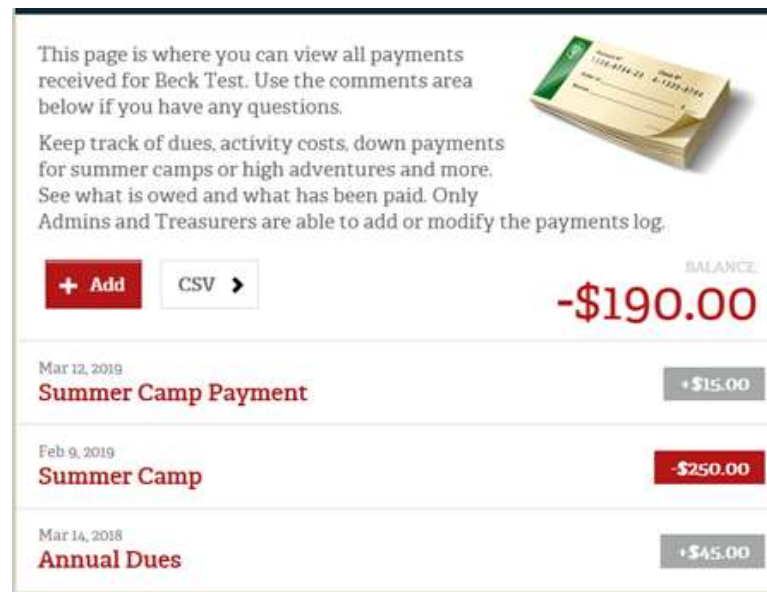 This page is where you can view all payments
received for Beck Test. Use the comments area
below if you have any questions.
Keep track of dues, activity costs, down payments
for summer camps or high adventures and more.
See what is owed and what has been paid. Only
Admins and Treasurers are able to add or modify the payments log.
+ Add
CSV
BALANCE
-$190.00
Mar 12, 2019
Summer Camp Payment
+$15.00
Feb 9, 2019
Summer Camp
-$250.00
Mar 14, 2018
Annual Dues
+$45.00